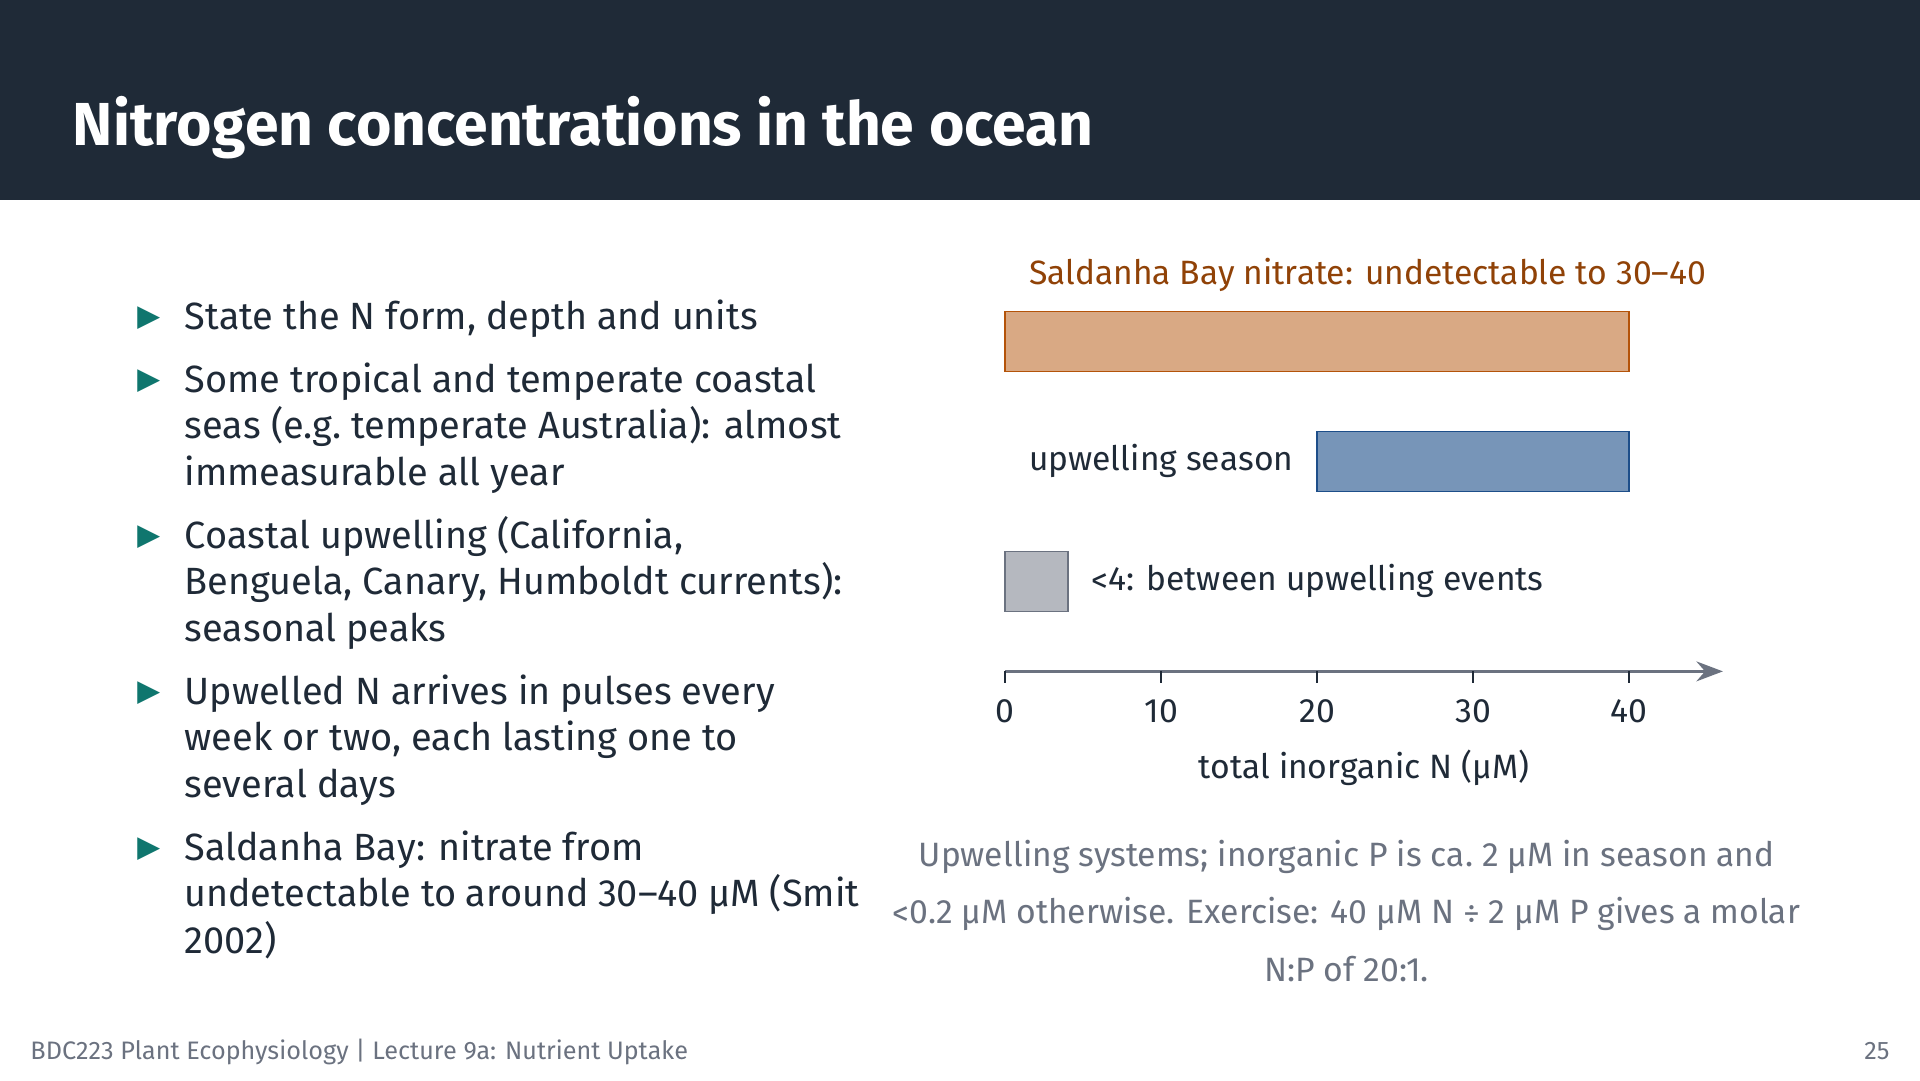 Nitrogen concentrations in the ocean
► State the N form, depth and units
► Some tropical and temperate coastal
seas (e.g. temperate Australia): almost
immeasurable all year
► Coastal upwelling (California,
Benguela, Canary, Humboldt currents):
seasonal peaks
► Upwelled N arrives in pulses every
week or two, each lasting one to
several days
► Saldanha Bay: nitrate from
undetectable to around 30–40 µM (Smit
2002)
Saldanha Bay nitrate: undetectable to 30–40
upwelling season
<4: between upwelling events
0 10 20 30 40
total inorganic N (µM)
Upwelling systems; inorganic P is ca. 2 µM in season and
<0.2 µM otherwise. Exercise: 40 µM N ÷ 2 µM P gives a molar
N:P of 20:1.
BDC223 Plant Ecophysiology | Lecture 9a: Nutrient Uptake
25